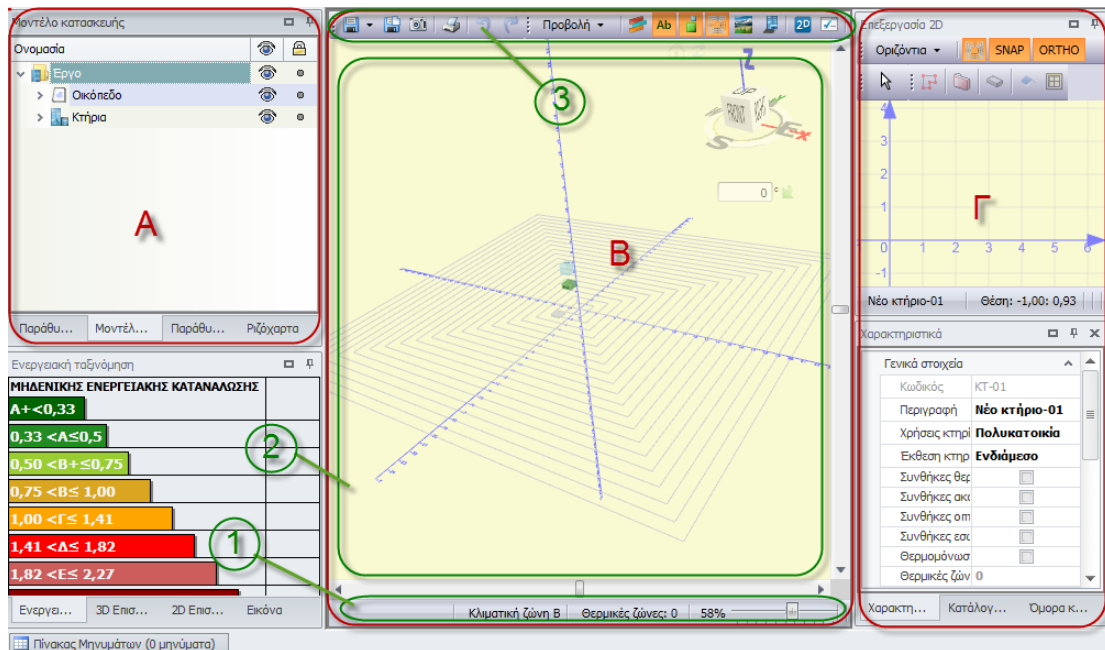 Μοντέλο κατασκευής
Ονομασία
Έργο
Οικόπεδο
Κτήρια
Α
Παράθυ... Μοντέλ... Παράθυ... Ριζόχαρτα
Ενεργειακή ταξινόμηση
ΜΗΔΕΝΙΚΗΣ ΕΝΕΡΓΕΙΑΚΗΣ ΚΑΤΑΝΑΛΩΣΗΣ
Α+<0,33
0,33 <Α≤0,5
0,50 <Β+≤0,75
0,75 <Β≤ 1,00
1,00 <Γ≤ 1,41
1,41 <Δ≤ 1,82
1,82 <Ε≤ 2,27
Ενεργει... 3D Επισ... 2D Επισ... Εικόνα
Πίνακας Μηνυμάτων (0 μηνύματα)
Προβολή Ab 2D
3
Z
FRONT
S E x
0 °
Β
2
1
Κλιματική ζώνη Β Θερμικές ζώνες: 0 58%
Επεξεργασία 2D
Οριζόντια SNAP ORTHO
4
3
2
1
0 1 2 3 4 5 6
-1
Γ
Νέο κτήριο-01 Θέση: -1,00: 0,93
Χαρακτηριστικά
Γενικά στοιχεία
Κωδικός ΚΤ-01
Περιγραφή Νέο κτήριο-01
Χρήσεις κτηρί Πολυκατοικία
Έκθεση κτηρ Ενδιάμεσο
Συνθήκες θερ
Συνθήκες ακο
Συνθήκες οπ
Συνθήκες εσι
Θερμομόνωσ
Θερμικές ζών 0
Χαρακτη... Κατάλογ... Όμορα κ...